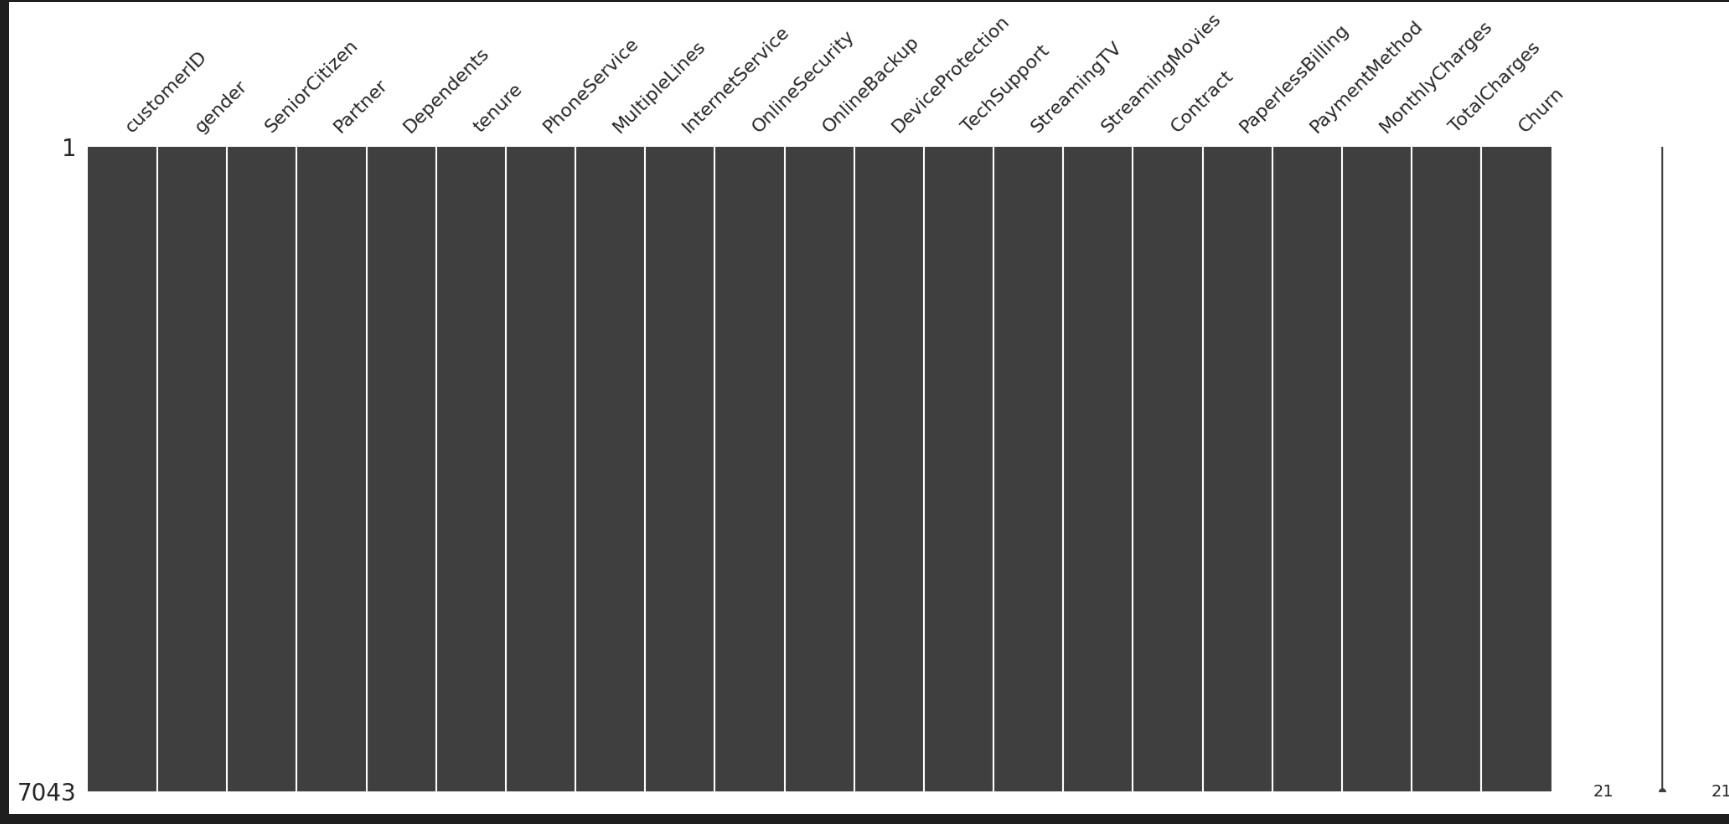 customerID
gender
SeniorCitizen
Partner
Dependents
tenure
PhoneService
MultipleLines
InternetService
OnlineSecurity
OnlineBackup
DeviceProtection
TechSupport
StreamingTV
StreamingMovies
Contract
PaperlessBilling
PaymentMethod
MonthlyCharges
TotalCharges
Churn
1
7043
21 21